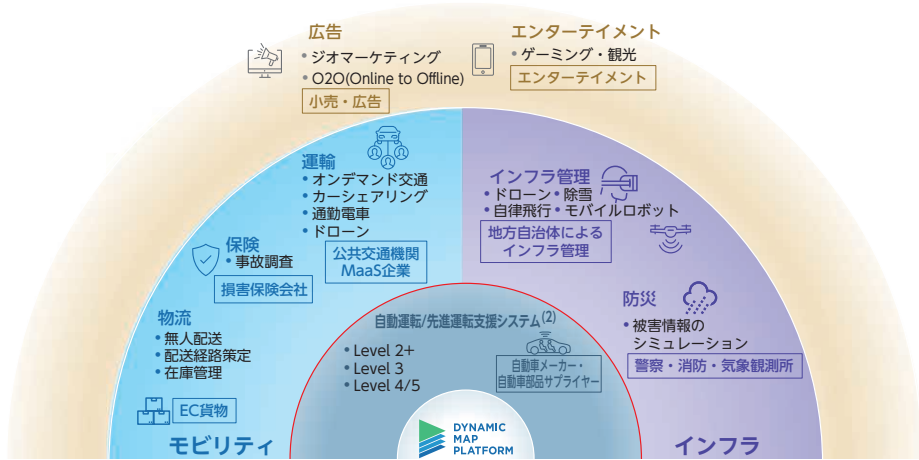 広告
• ジオマーケティング
• O2O(Online to Offline)
小売・広告
エンターテイメント
• ゲーミング・観光
エンターテイメント
運輸
• オンデマンド交通
• カーシェアリング
• 通勤電車
• ドローン
公共交通機関
MaaS企業
保険
• 事故調査
損害保険会社
物流
• 無人配送
• 配送経路策定
• 在庫管理
EC貨物
モビリティ
インフラ管理
• ドローン • 除雪
• 自律飛行 • モバイルロボット
地方自治体による
インフラ管理
防災
• 被害情報の
シミュレーション
警察・消防・気象観測所
インフラ
自動運転/先進運転支援システム(2)
• Level 2+
• Level 3
• Level 4/5
自動車メーカー・
自動車部品サプライヤー
DYNAMIC
MAP
PLATFORM